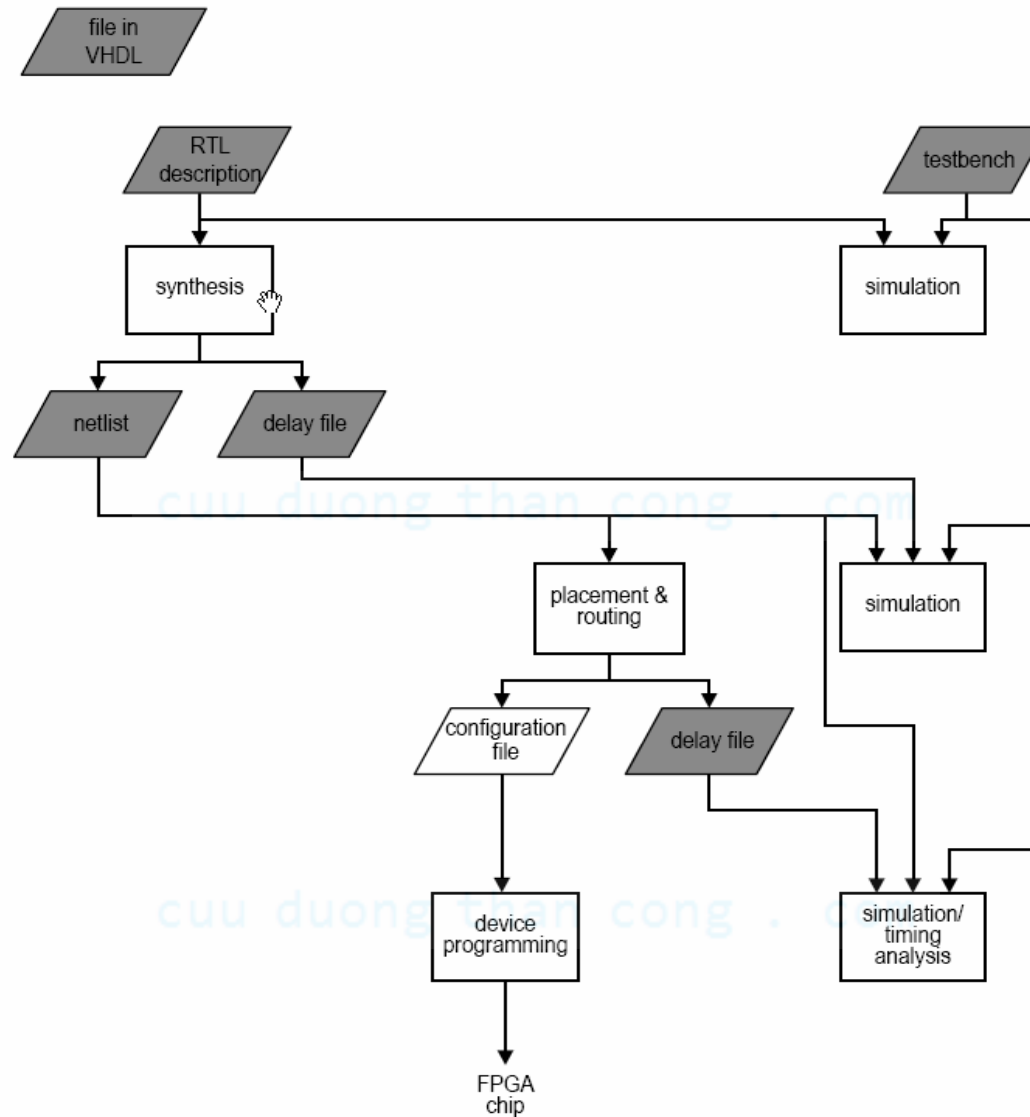 file in
VHDL
RTL
description
testbench
synthesis
simulation
netlist
delay file
cuu duong than cong . com
placement &
routing
simulation
configuration
file
delay file
cuu duong than cong . com
device
programming
simulation/
timing
analysis
FPGA
chip